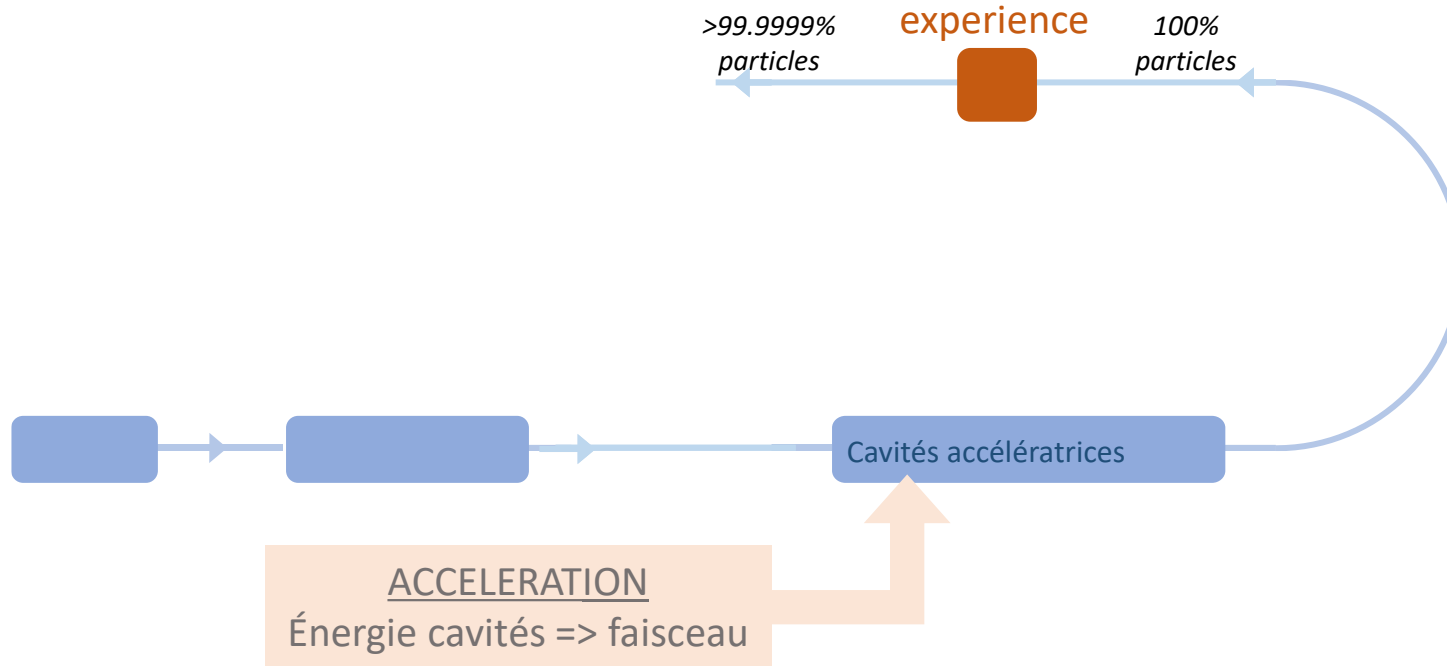 >99.9999%
particles
experience
100%
particles
Cavités accélératrices
ACCELERATION
Énergie cavités => faisceau